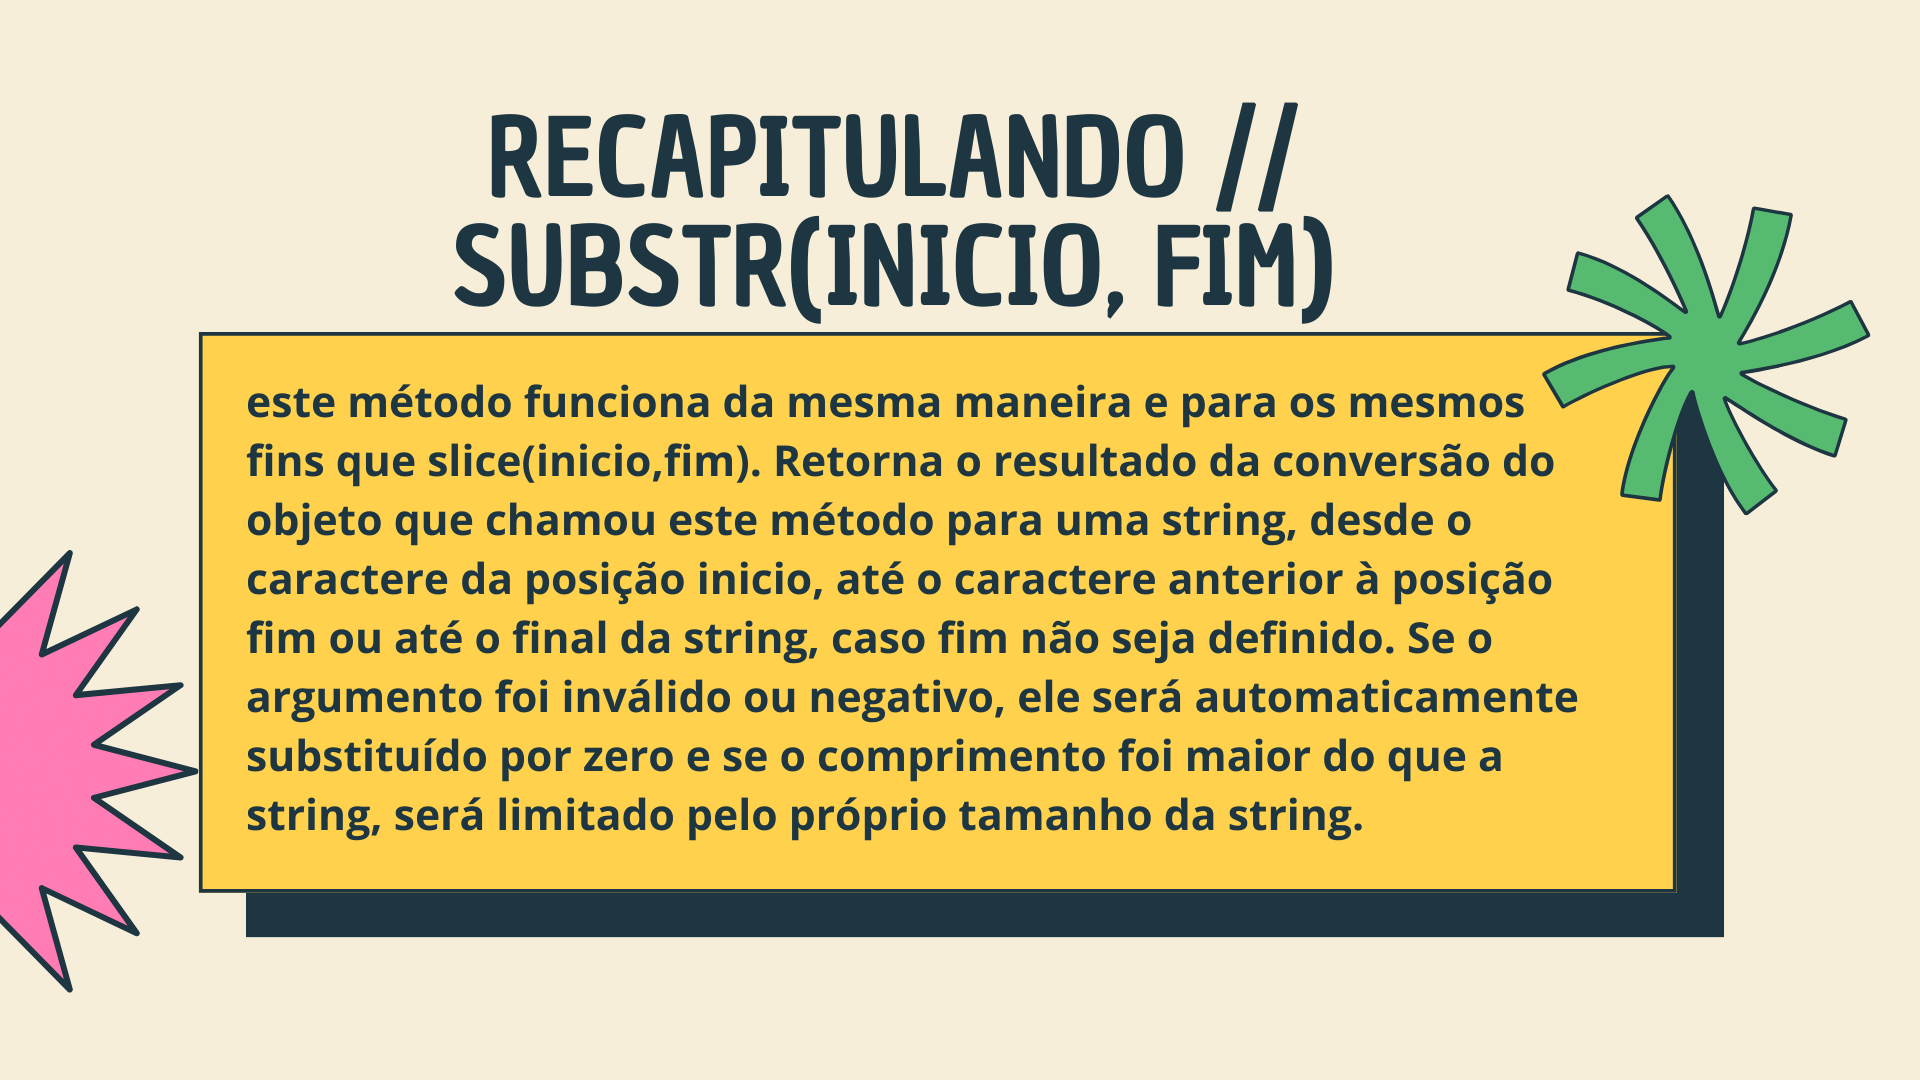 RECAPITULANDO //
SUBSTR(INICIO, FIM)
este método funciona da mesma maneira e para os mesmos
fins que slice(inicio,fim). Retorna o resultado da conversão do
objeto que chamou este método para uma string, desde o
caractere da posição inicio, até o caractere anterior à posição
fim ou até o final da string, caso fim não seja definido. Se o
argumento foi inválido ou negativo, ele será automaticamente
substituído por zero e se o comprimento foi maior do que a
string, será limitado pelo próprio tamanho da string.